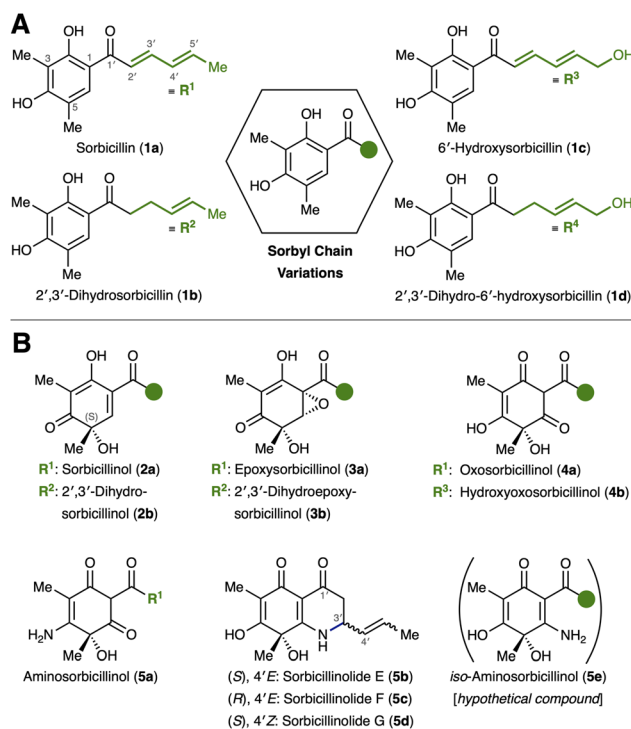 A
OH
O
Me
3
1
1′
3′
5′
2′
4′
Me
HO
5
Me
≡ R1
Sorbicillin (1a)
OH
O
Me
HO
Me
OH
≡ R3
6′-Hydroxysorbicillin (1c)
OH
O
Me
HO
Me
Sorbyl Chain
Variations
OH
O
Me
Me
HO
Me
≡ R2
2′,3′-Dihydrosorbicillin (1b)
OH
O
Me
OH
HO
Me
≡ R4
2′,3′-Dihydro-6′-hydroxysorbicillin (1d)
B
OH
O
Me
O
(S)
Me
OH
R1: Sorbicillinol (2a)
R2: 2′,3′-Dihydro-
sorbicillinol (2b)
OH
O
Me
O
O
Me
OH
R1: Epoxysorbicillinol (3a)
R2: 2′,3′-Dihydroepoxy-
sorbicillinol (3b)
O
O
Me
HO
O
Me
OH
R1: Oxosorbicillinol (4a)
R3: Hydroxyoxosorbicillinol (4b)
O
O
Me
R1
H2N
O
Me
OH
Aminosorbicillinol (5a)
O
O
Me
1′
3′
HO
N
H
4′
Me
Me
OH
(S), 4′E: Sorbicillinolide E (5b)
(R), 4′E: Sorbicillinolide F (5c)
(S), 4′Z: Sorbicillinolide G (5d)
O
O
Me
HO
NH2
Me
OH
iso-Aminosorbicillinol (5e)
[hypothetical compound]